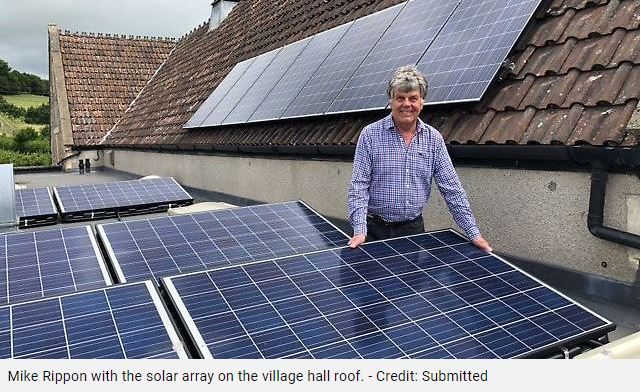 Mike Rippon with the solar array on the village hall roof. - Credit: Submitted